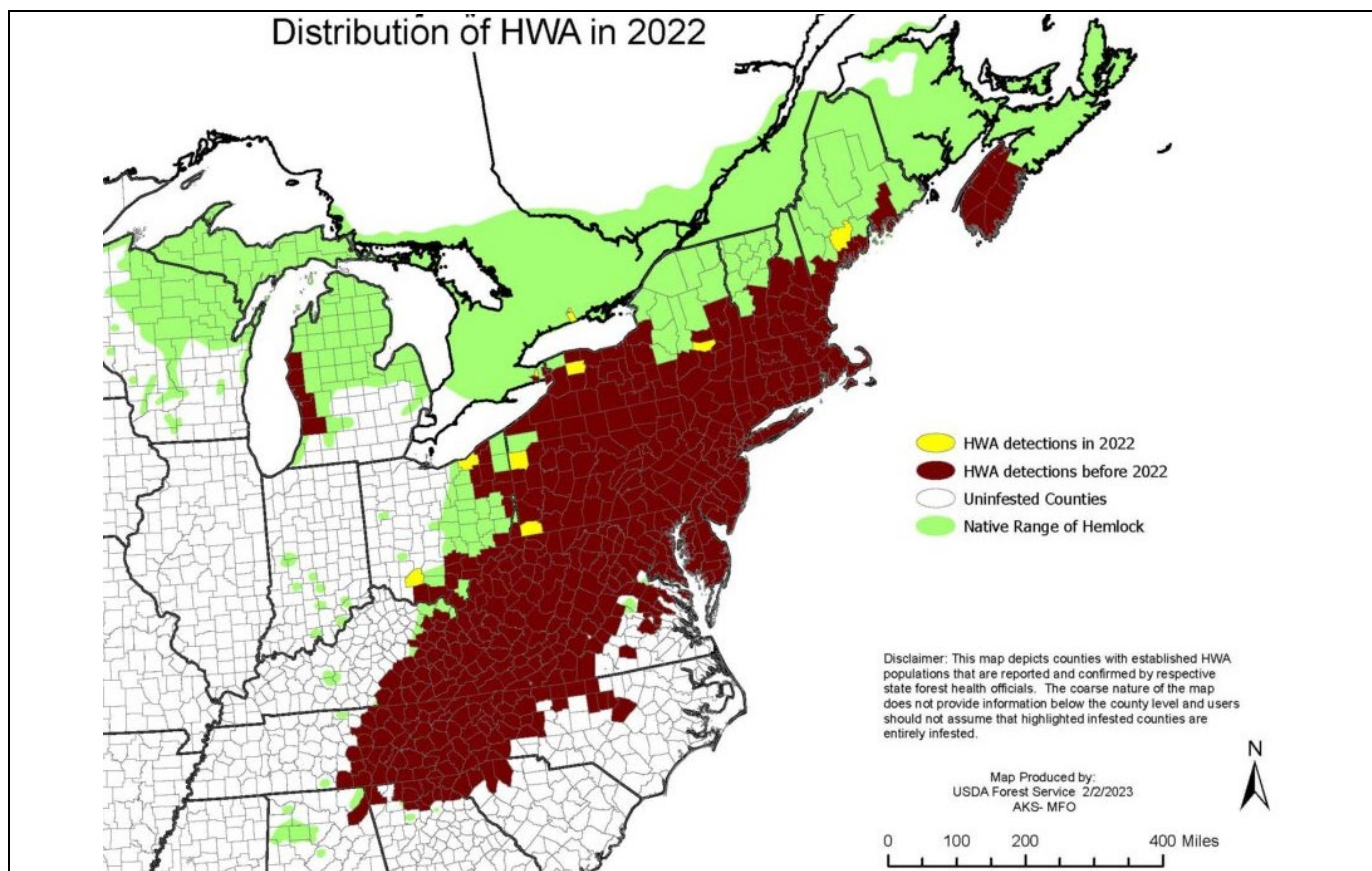 Distribution of HWA in 2022
HWA detections in 2022
HWA detections before 2022
Uninfested Counties
Native Range of Hemlock
Disclaimer: This map depicts counties with established HWA
populations that are reported and confirmed by respective
state forest health officials. The coarse nature of the map
does not provide information below the county level and users
should not assume that highlighted infested counties are
entirely infested.
Map Produced by:
USDA Forest Service 2/2/2023
AKS- MFO
N
0 100 200 400 Miles